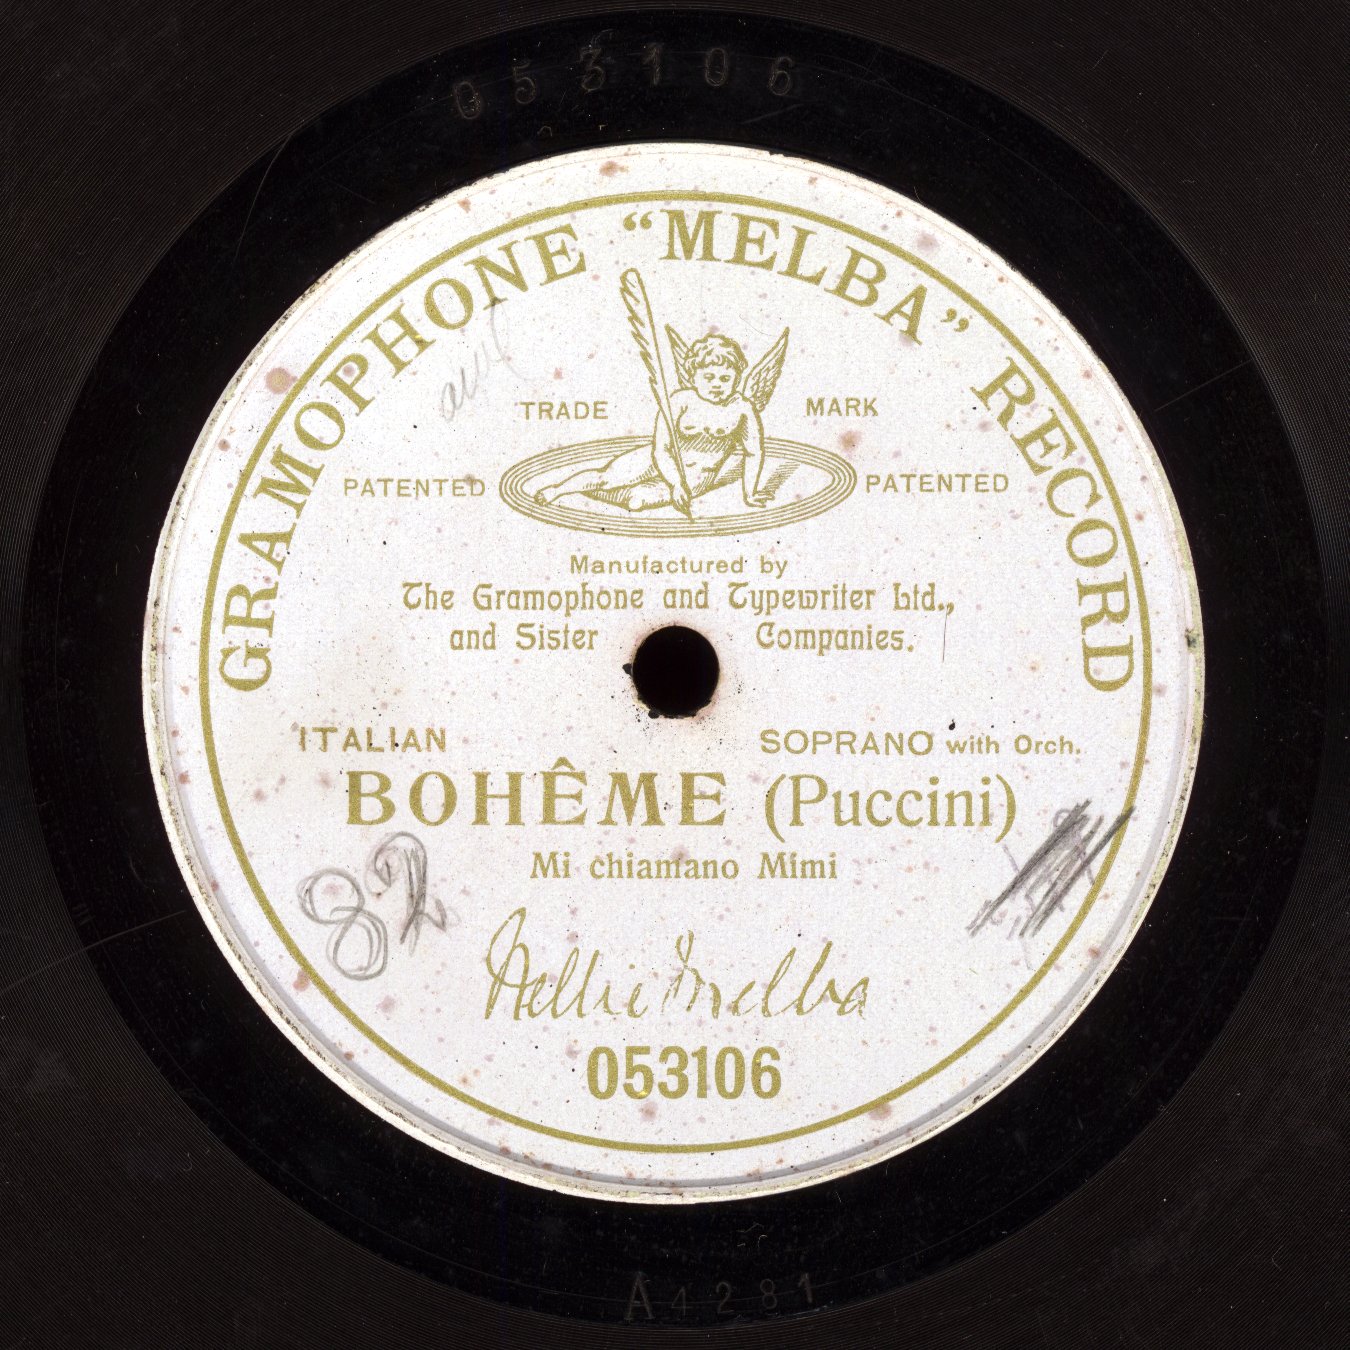 053106
GRAMOPHONE “MELBA” RECORD
TRADE MARK
PATENTED PATENTED
Manufactured by
The Gramophone and Typewriter Ltd.,
and Sister Companies.
ITALIAN SOPRANO with Orch.
BOHÊME (Puccini)
Mi chiamano Mimi
82
Nellie Melba
053106
A4281